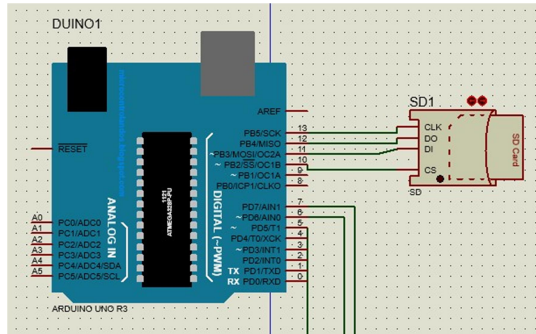 DUINO1
AREF
RESET
PB5/SCK 13
PB4/MISO 12
~PB3/MOSI/OC2A 11
~PB2/SS/OC1B 10
~PB1/OC1A 9
PB0/ICP1/CLKO 8
PD7/AIN1 7
~PD6/AIN0 6
~PD5/T1 5
PD4/T0/XCK 4
~PD3/INT1 3
PD2/INT0 2
TX PD1/TXD 1
RX PD0/RXD 0
A0 PC0/ADC0
A1 PC1/ADC1
A2 PC2/ADC2
A3 PC3/ADC3
A4 PC4/ADC4/SDA
A5 PC5/ADC5/SCL
ANALOG IN
1121
ATMEGA328P-PU
DIGITAL (~PWM)
ARDUINO UNO R3
SD1
CLK
DO
DI
CS
SD Card
SD